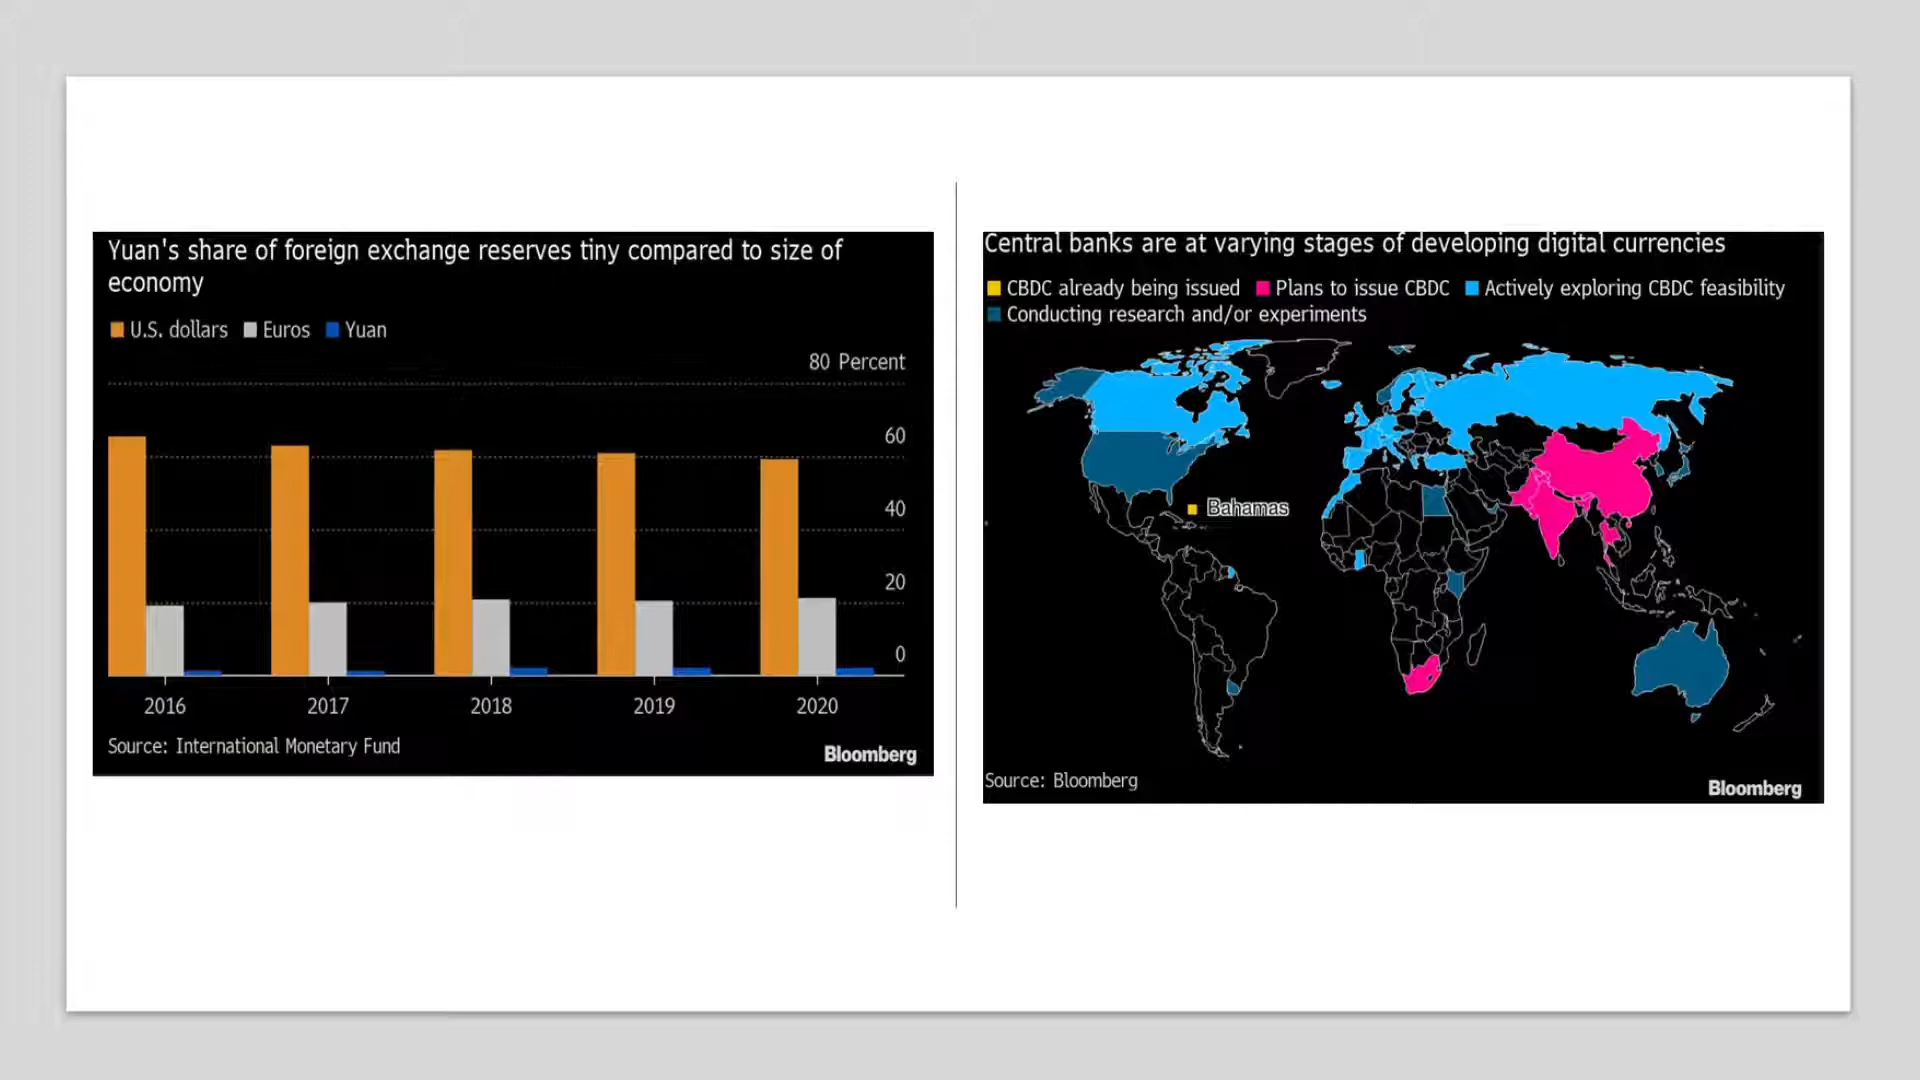 Yuan's share of foreign exchange reserves tiny compared to size of
economy
U.S. dollars Euros Yuan
80 Percent
60
40
20
0
2016 2017 2018 2019 2020
Source: International Monetary Fund
Bloomberg
Central banks are at varying stages of developing digital currencies
CBDC already being issued Plans to issue CBDC Actively exploring CBDC feasibility
Conducting research and/or experiments
Bahamas
Source: Bloomberg
Bloomberg